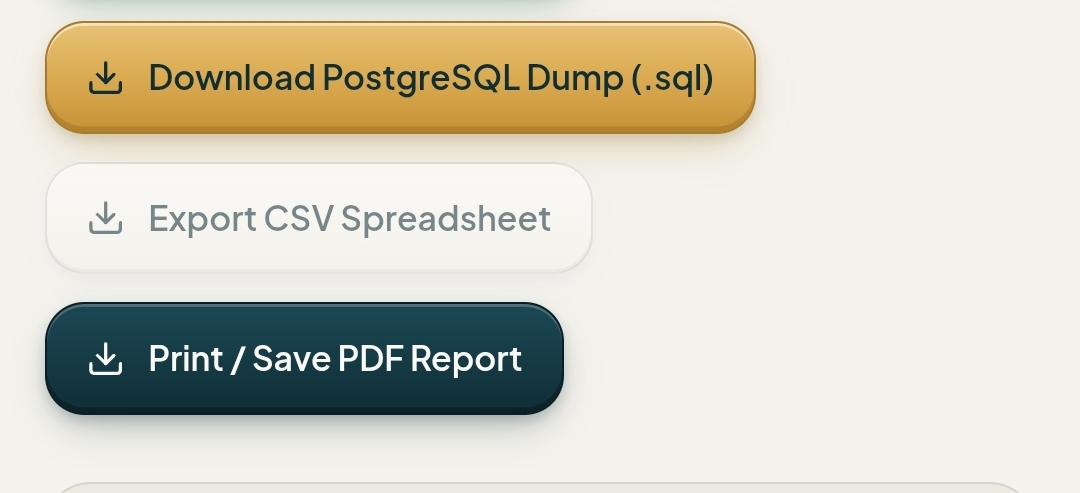 Download PostgreSQL Dump (.sql)
Export CSV Spreadsheet
Print / Save PDF Report